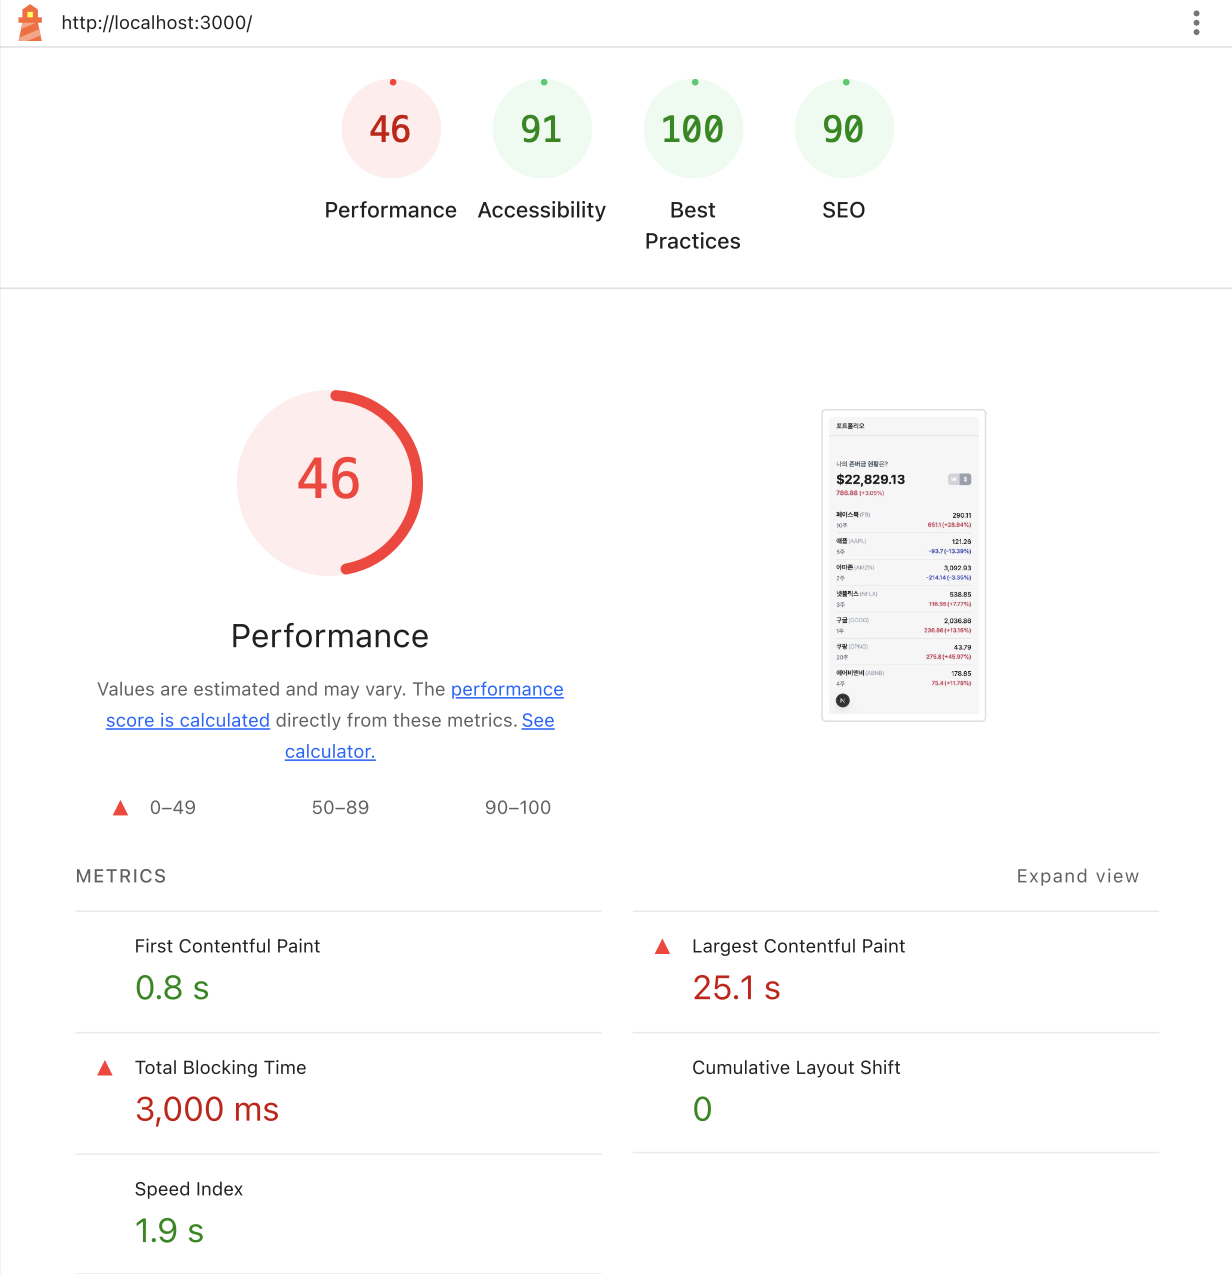 http://localhost:3000/
46
91
100
90
Performance
Accessibility
Best
Practices
SEO
46
Performance
Values are estimated and may vary. The performance
score is calculated directly from these metrics. See
calculator.
0–49
50–89
90–100
포트폴리오
나의 존버금 현황은?
$22,829.13
786.88 (+3.05%)
$
페이스북 (FB)
290.11
10주
651.1 (+28.94%)
애플 (AAPL)
121.26
5주
-93.7 (-13.39%)
아마존 (AMZN)
3,092.93
2주
-214.14 (-3.35%)
넷플릭스 (NFLX)
538.85
3주
116.55 (+7.77%)
구글 (GOOG)
2,036.86
1주
236.86 (+13.16%)
쿠팡 (CPNG)
43.79
20주
275.8 (+45.97%)
에어비엔비 (ABNB)
178.85
4주
75.4 (+11.78%)
N
METRICS
Expand view
First Contentful Paint
0.8 s
Largest Contentful Paint
25.1 s
Total Blocking Time
3,000 ms
Cumulative Layout Shift
0
Speed Index
1.9 s